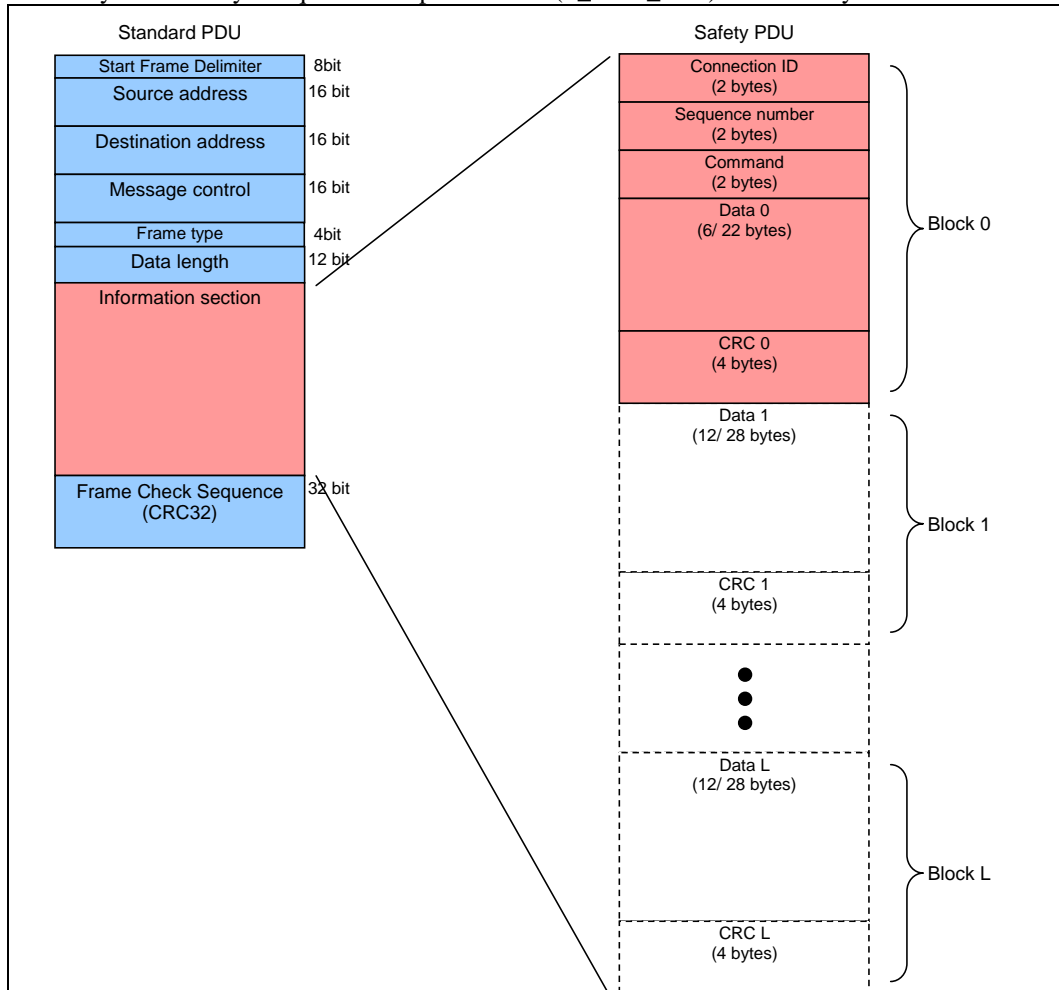 Standard PDU
Start Frame Delimiter 8bit
Source address 16 bit
Destination address 16 bit
Message control 16 bit
Frame type 4bit
Data length 12 bit
Information section
Frame Check Sequence 32 bit
(CRC32)
Safety PDU
Connection ID
(2 bytes)
Sequence number
(2 bytes)
Command
(2 bytes)
Data 0
(6/ 22 bytes)
CRC 0
(4 bytes)
Block 0
Data 1
(12/ 28 bytes)
CRC 1
(4 bytes)
Block 1
Data L
(12/ 28 bytes)
CRC L
(4 bytes)
Block L